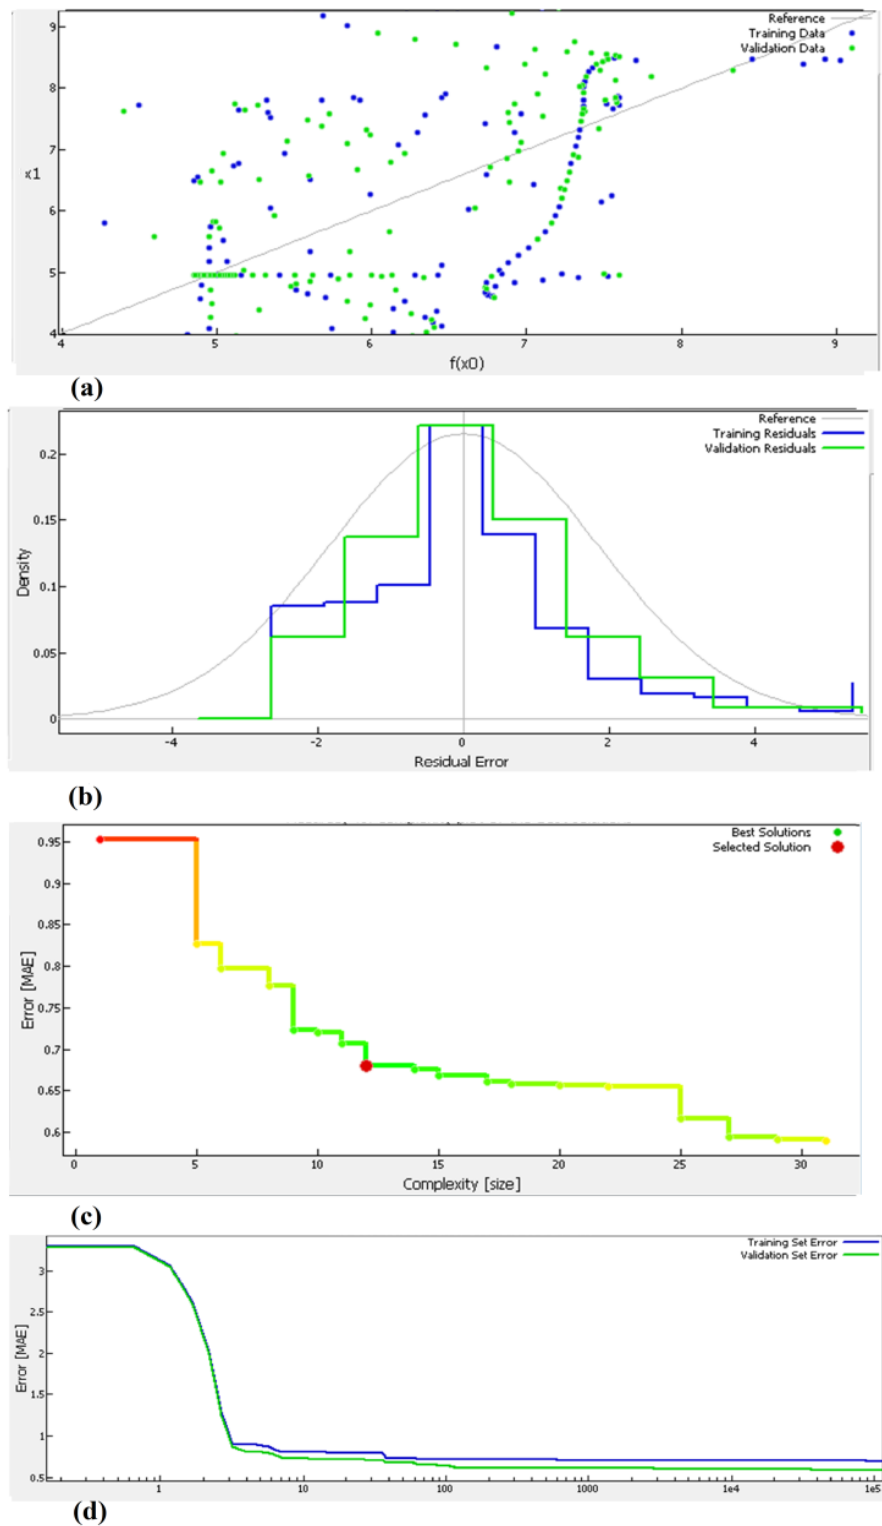 9
Reference
Training Data
Validation Data
8
7
x1
6
5
4
4 5 6 7 8 9
f(x0)
(a)
Reference
Training Residuals
Validation Residuals
0.2
0.15
Density
0.1
0.05
0
-4 -2 0 2 4
Residual Error
(b)
Best Solutions
Selected Solution
0.95
0.9
0.85
0.8
Error [MAE]
0.75
0.7
0.65
0.6
0 5 10 15 20 25 30
Complexity [size]
(c)
Training Set Error
Validation Set Error
3
2.5
2
Error [MAE]
1.5
1
0.5
1 10 100 1000 1e4 1e5
(d)